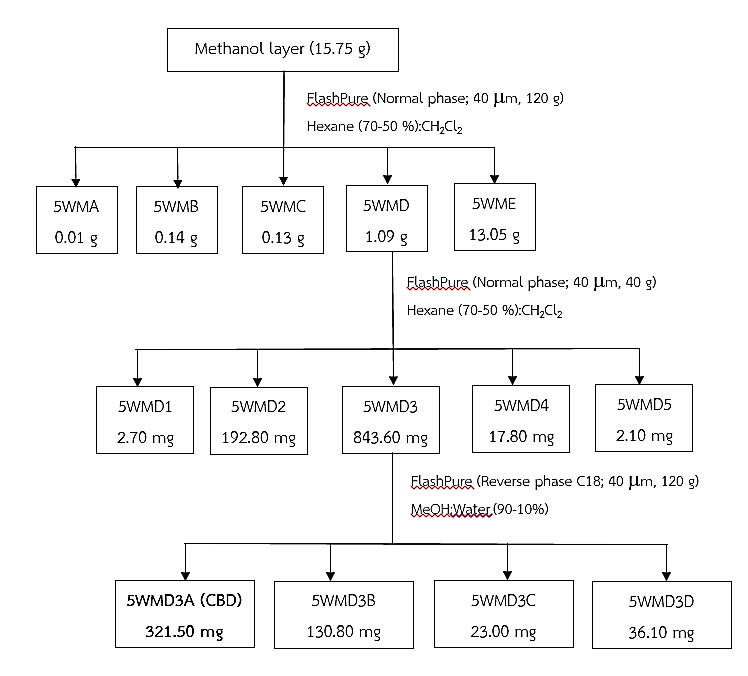 Methanol layer (15.75 g)
FlashPure (Normal phase; 40 µm, 120 g)
Hexane (70-50 %):CH₂Cl₂
5WMA
0.01 g
5WMB
0.14 g
5WMC
0.13 g
5WMD
1.09 g
5WME
13.05 g
FlashPure (Normal phase; 40 µm, 40 g)
Hexane (70-50 %):CH₂Cl₂
5WMD1
2.70 mg
5WMD2
192.80 mg
5WMD3
843.60 mg
5WMD4
17.80 mg
5WMD5
2.10 mg
FlashPure (Reverse phase C18; 40 µm, 120 g)
MeOH:Water (90-10%)
5WMD3A (CBD)
321.50 mg
5WMD3B
130.80 mg
5WMD3C
23.00 mg
5WMD3D
36.10 mg